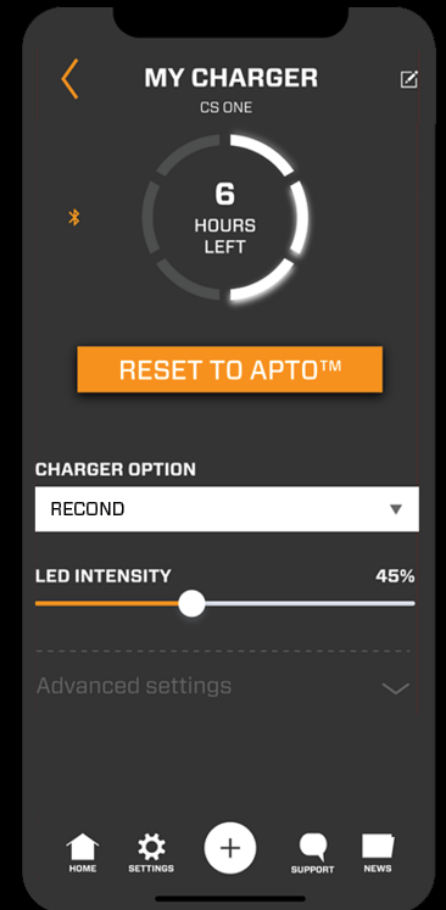 MY CHARGER
CS ONE
6
HOURS
LEFT
RESET TO APTO™
CHARGER OPTION
RECOND
LED INTENSITY 45%
Advanced settings
HOME SETTINGS SUPPORT NEWS